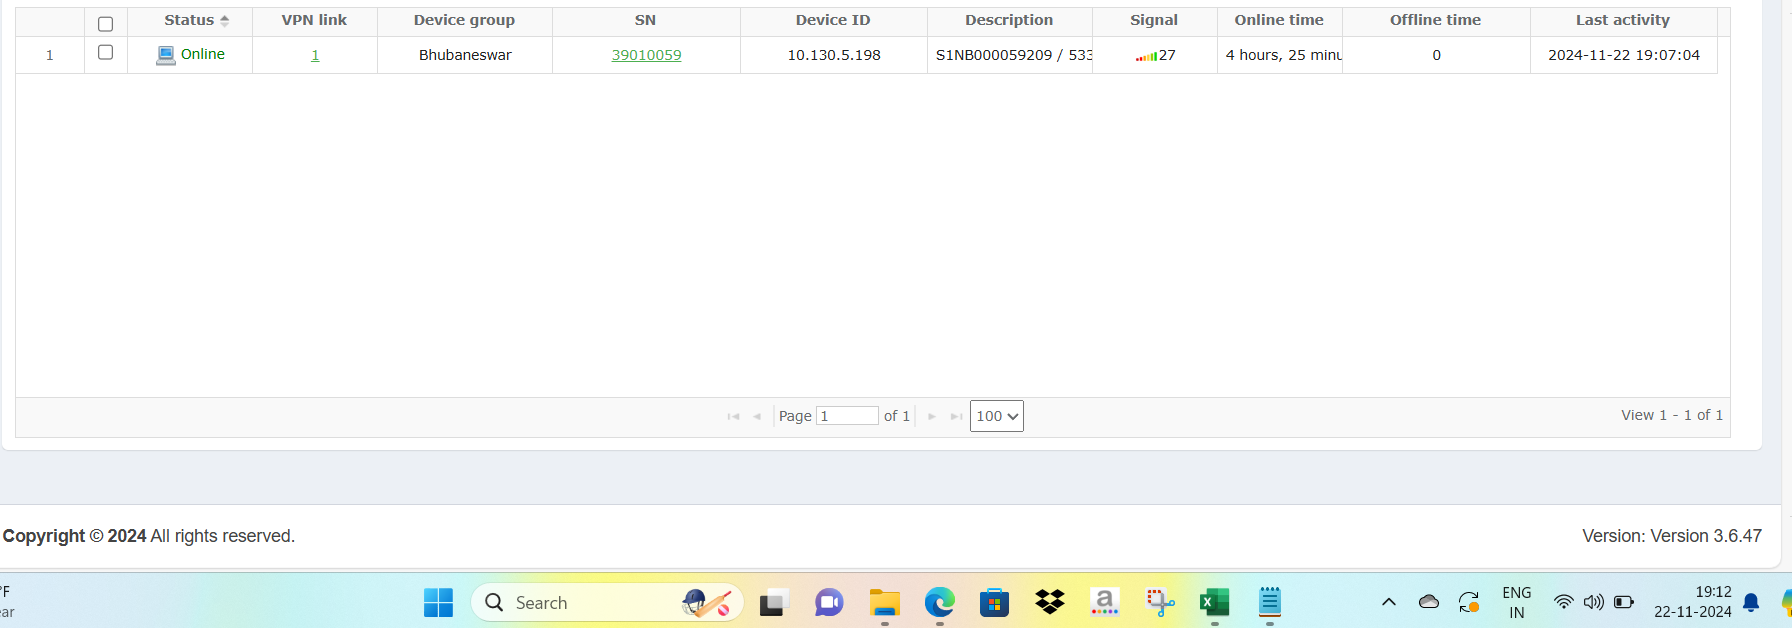 Status VPN link Device group SN Device ID Description Signal Online time Offline time Last activity
1 Online 1 Bhubaneswar 39010059 10.130.5.198 S1NB000059209 / 533 27 4 hours, 25 minu 0 2024-11-22 19:07:04
Page 1 of 1 100 View 1 - 1 of 1
Copyright © 2024 All rights reserved. Version: Version 3.6.47
°F
ear
Search
a
ENG
IN
19:12
22-11-2024